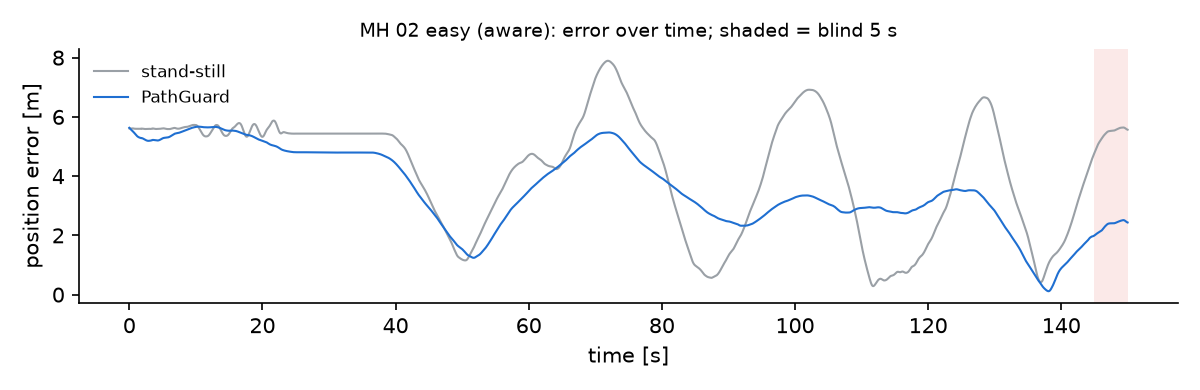 MH 02 easy (aware): error over time; shaded = blind 5 s
position error [m]
8
6
4
2
0
stand-still
PathGuard
0 20 40 60 80 100 120 140
time [s]